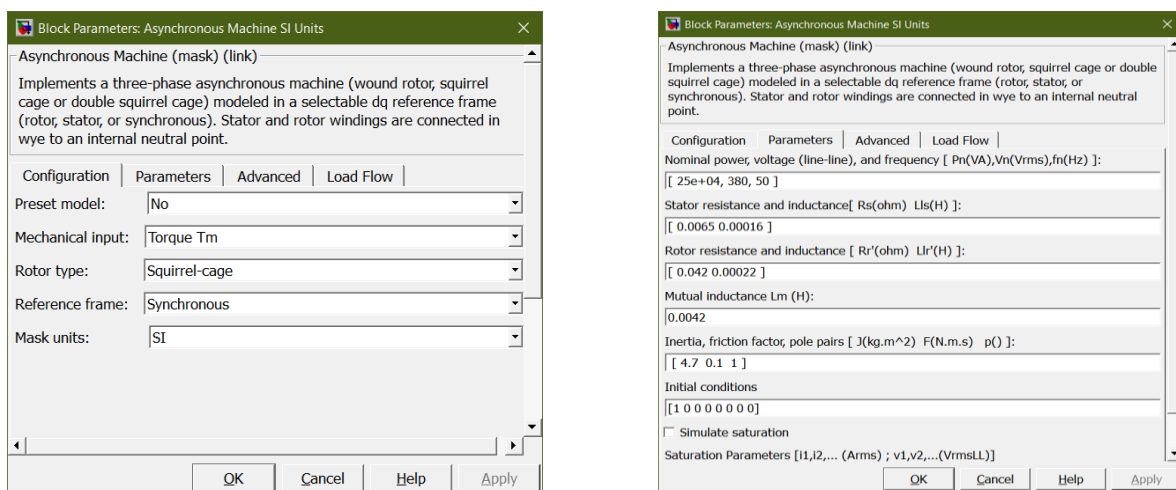 Block Parameters: Asynchronous Machine SI Units
Asynchronous Machine (mask) (link)
Implements a three-phase asynchronous machine (wound rotor, squirrel
cage or double squirrel cage) modeled in a selectable dq reference frame
(rotor, stator, or synchronous). Stator and rotor windings are connected in
wye to an internal neutral point.
Configuration Parameters Advanced Load Flow
Preset model: No
Mechanical input: Torque Tm
Rotor type: Squirrel-cage
Reference frame: Synchronous
Mask units: SI
OK Cancel Help Apply
Block Parameters: Asynchronous Machine SI Units
Asynchronous Machine (mask) (link)
Implements a three-phase asynchronous machine (wound rotor, squirrel cage or double
squirrel cage) modeled in a selectable dq reference frame (rotor, stator, or
synchronous). Stator and rotor windings are connected in wye to an internal neutral
point.
Configuration Parameters Advanced Load Flow
Nominal power, voltage (line-line), and frequency [ Pn(VA),Vn(Vrms),fn(Hz) ]:
[ 25e+04, 380, 50 ]
Stator resistance and inductance[ Rs(ohm) Lls(H) ]:
[ 0.0065 0.00016 ]
Rotor resistance and inductance [ Rr'(ohm) Llr'(H) ]:
[ 0.042 0.00022 ]
Mutual inductance Lm (H):
0.0042
Inertia, friction factor, pole pairs [ J(kg.m^2) F(N.m.s) p() ]:
[ 4.7 0.1 1 ]
Initial conditions
[1 0 0 0 0 0 0 0]
Simulate saturation
Saturation Parameters [i1,i2,... (Arms) ; v1,v2,...(VrmsLL)]
OK Cancel Help Apply